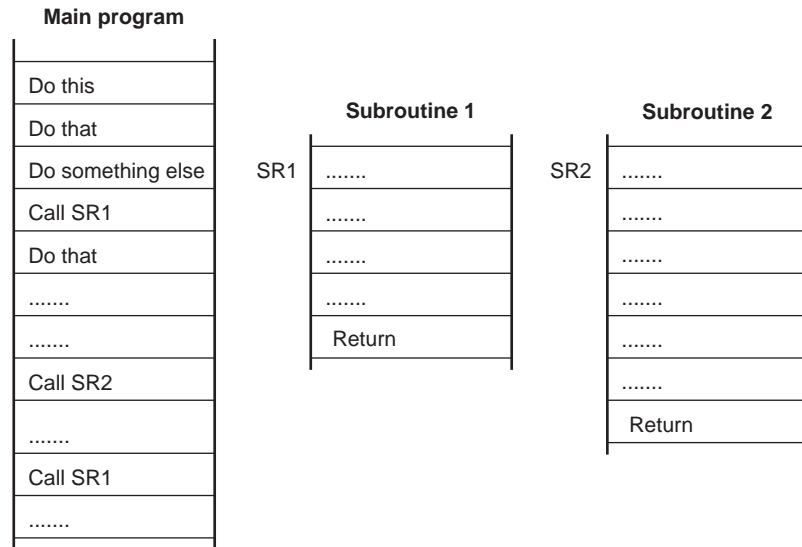 Main program
Do this
Do that
Do something else
Call SR1
Do that
.......
.......
Call SR2
.......
Call SR1
.......
Subroutine 1
SR1
.......
.......
.......
.......
Return
Subroutine 2
SR2
.......
.......
.......
.......
.......
.......
Return